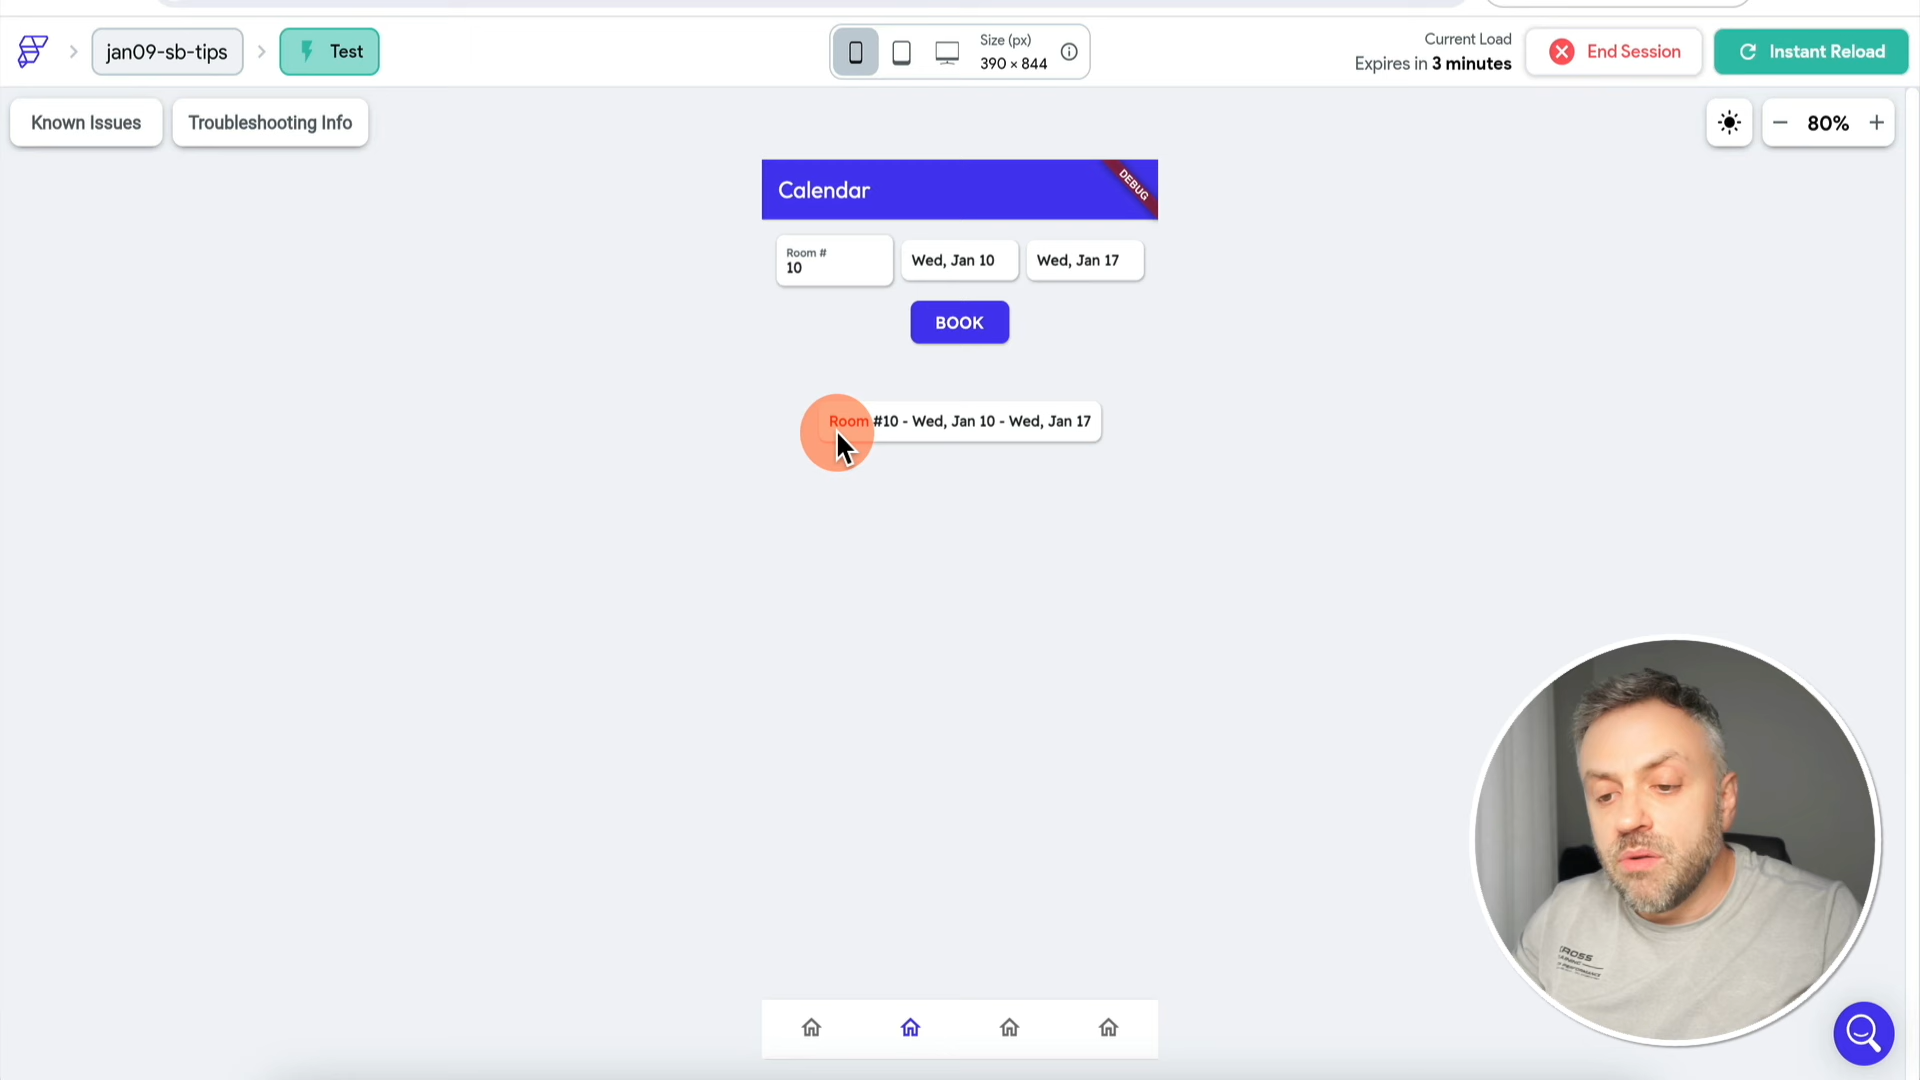 jan09-sb-tips
Test
Size (px)
390 × 844
Current Load
Expires in 3 minutes
End Session
Instant Reload
Known Issues
Troubleshooting Info
80%
Calendar
DEBUG
Room #
10
Wed, Jan 10
Wed, Jan 17
BOOK
Room #10 - Wed, Jan 10 - Wed, Jan 17